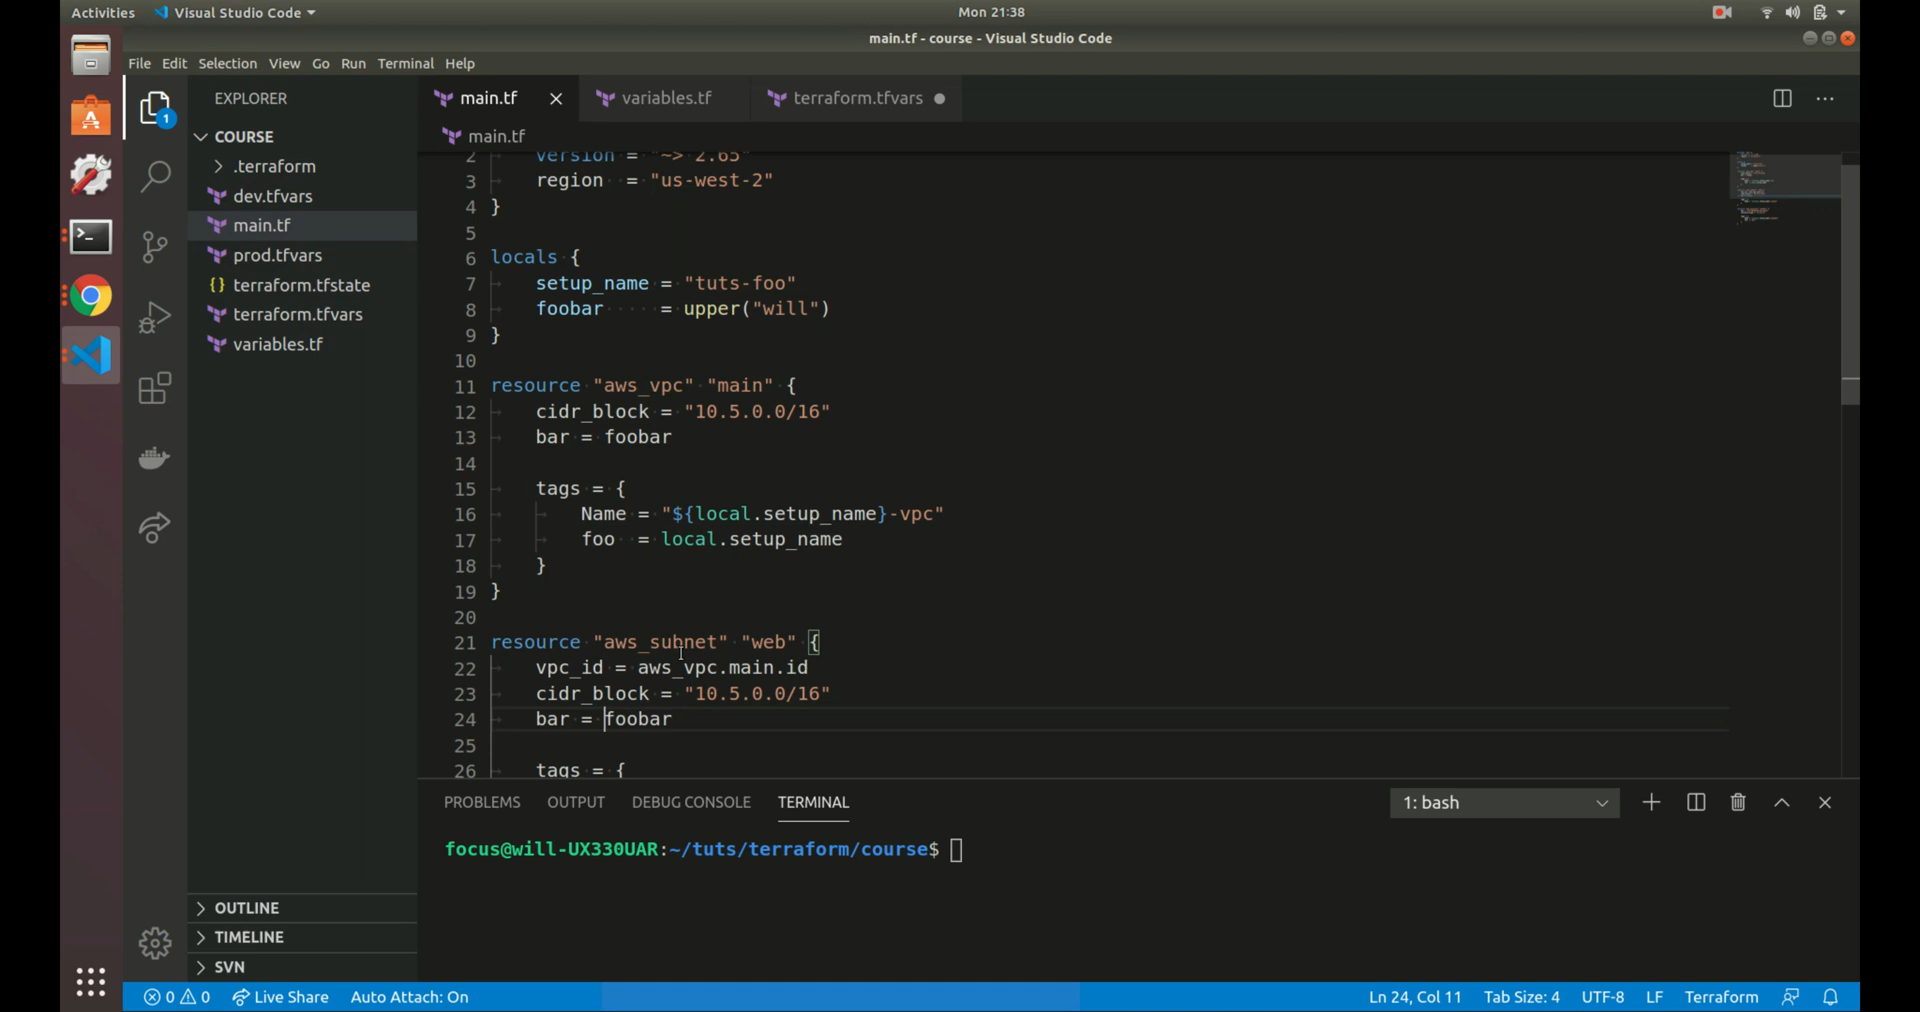 Activities Visual Studio Code Mon 21:38
main.tf - course - Visual Studio Code
File Edit Selection View Go Run Terminal Help
EXPLORER main.tf variables.tf terraform.tfvars
COURSE main.tf
1
.terraform
dev.tfvars
main.tf
prod.tfvars
{} terraform.tfstate
terraform.tfvars
variables.tf
OUTLINE
TIMELINE
SVN
2 version = "~> 2.65"
3 region = "us-west-2"
4 }
5
6 locals {
7 setup_name = "tuts-foo"
8 foobar = upper("will")
9 }
10
11 resource "aws_vpc" "main" {
12 cidr_block = "10.5.0.0/16"
13 bar = foobar
14
15 tags = {
16 Name = "${local.setup_name}-vpc"
17 foo = local.setup_name
18 }
19 }
20
21 resource "aws_subnet" "web" {
22 vpc_id = aws_vpc.main.id
23 cidr_block = "10.5.0.0/16"
24 bar = foobar
25
26 tags = {
PROBLEMS OUTPUT DEBUG CONSOLE TERMINAL 1: bash
focus@will-UX330UAR:~/tuts/terraform/course$
0 0 Live Share Auto Attach: On Ln 24, Col 11 Tab Size: 4 UTF-8 LF Terraform